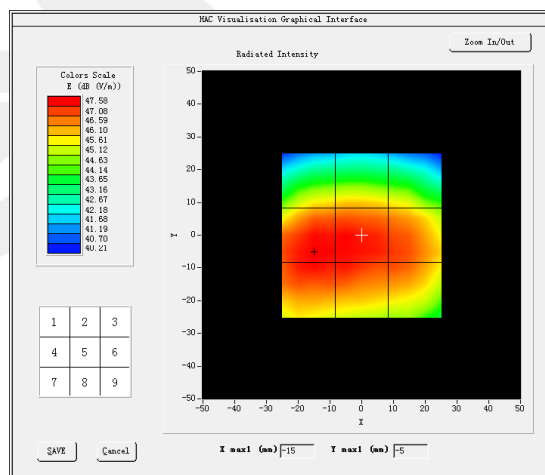 HAC Visualisation Graphical Interface
Zoom In/Out
Radiated Intensity
Colors Scale
E (dB (V/m))
47.58
47.08
46.59
46.10
45.61
45.12
44.63
44.14
43.65
43.16
42.67
42.18
41.68
41.19
40.70
40.21
50
40
30
20
10
0
-10
-20
-30
-40
-50
Y
-50 -40 -30 -20 -10 0 10 20 30 40 50
X
1 2 3
4 5 6
7 8 9
SAVE
Cancel
X max1 (mm) -15
Y max1 (mm) -5